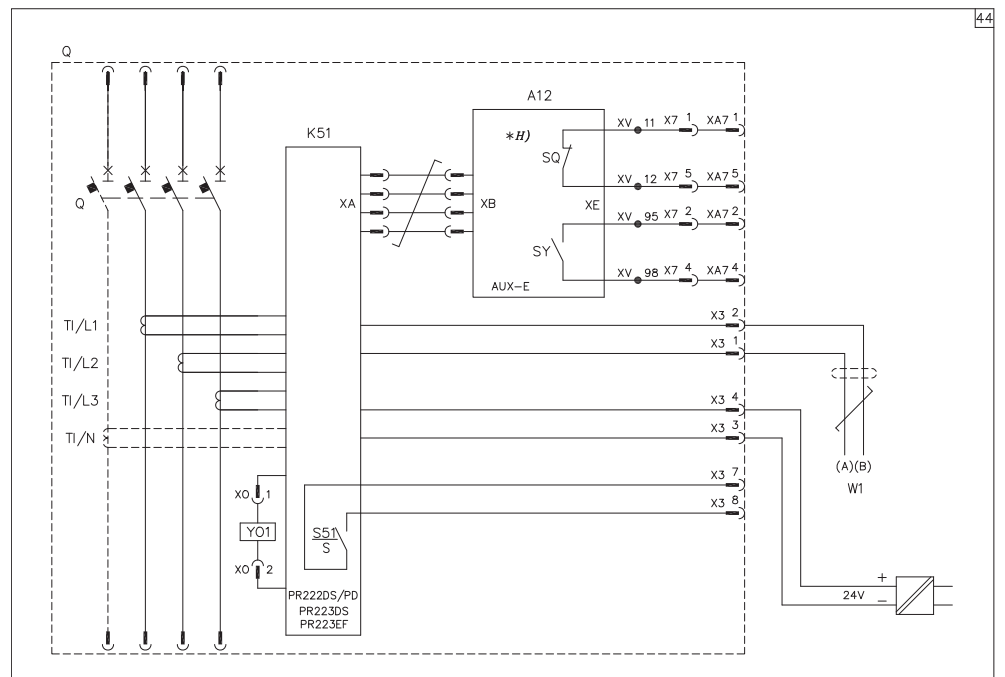 44
Q
A12
K51
*H)
XV 11 X7 1 XA7 1
SQ
XA XB
XV 12 X7 5 XA7 5
XE
Q
XV 95 X7 2 XA7 2
SY
XV 98 X7 4 XA7 4
AUX-E
TI/L1
X3 2
X3 1
TI/L2
TI/L3
X3 4
TI/N
X3 3
(A)(B)
W1
X3 7
X0 1
X3 8
Y01
S51
S
X0 2
+
24V
−
PR222DS/PD
PR223DS
PR223EF